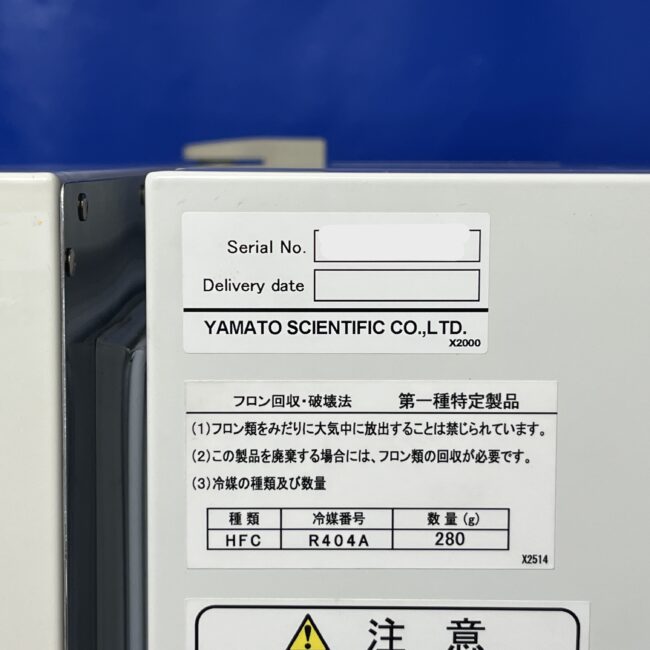 Serial No.
Delivery date
YAMATO SCIENTIFIC CO.,LTD.
X2000
フロン回収・破壊法 第一種特定製品
(1)フロン類をみだりに大気中に放出することは禁じられています。
(2)この製品を廃棄する場合には、フロン類の回収が必要です。
(3)冷媒の種類及び数量
種類 冷媒番号 数量(g)
HFC R404A 280
X2514
注意